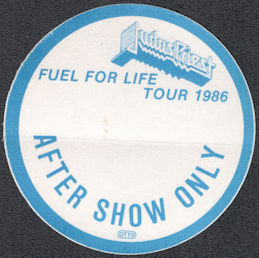 Judas Priest
FUEL FOR LIFE
TOUR 1986
AFTER SHOW ONLY
OTTO